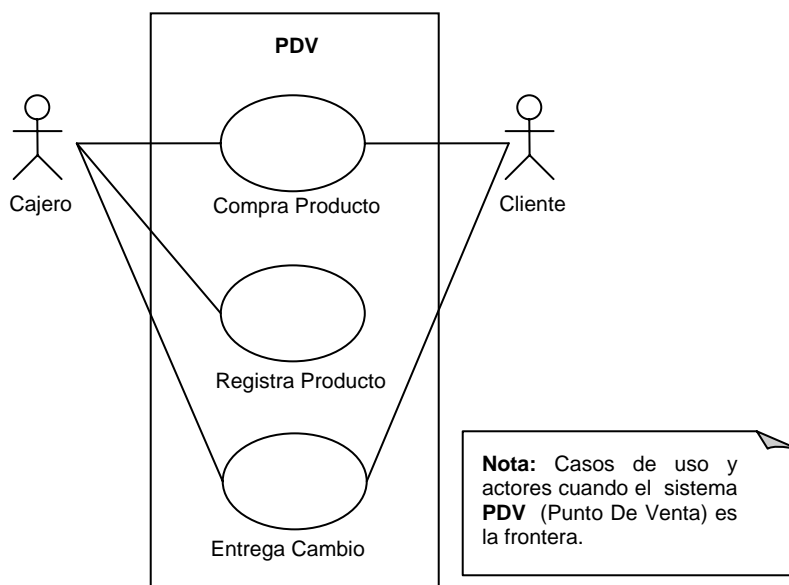 PDV
Cajero
Compra Producto
Cliente
Registra Producto
Entrega Cambio
Nota: Casos de uso y
actores cuando el sistema
PDV (Punto De Venta) es
la frontera.